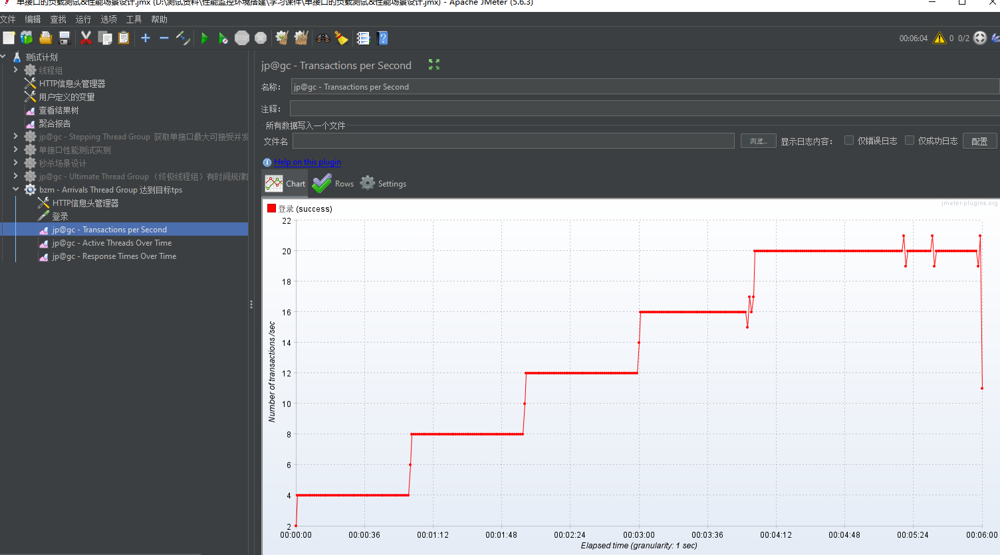 单接口的负载测试&性能场景设计.jmx (D:\测试资料\性能监控环境搭建\学习课件\单接口的负载测试&性能场景设计.jmx) - Apache JMeter (5.6.3)
文件 编辑 查找 运行 选项 工具 帮助
00:06:04 0 0/2
测试计划
线程组
HTTP信息头管理器
用户定义的变量
查看结果树
聚合报告
jp@gc - Stepping Thread Group 获取单接口最大可接受并发
单接口性能测试实测
秒杀场景设计
jp@gc - Ultimate Thread Group（终极线程组）有时间规律的
bzm - Arrivals Thread Group 达到目标tps
HTTP信息头管理器
登录
jp@gc - Transactions per Second
jp@gc - Active Threads Over Time
jp@gc - Response Times Over Time
jp@gc - Transactions per Second
名称： jp@gc - Transactions per Second
注释：
所有数据写入一个文件
文件名 浏览... 显示日志内容： 仅错误日志 仅成功日志 配置
Help on this plugin
Chart Rows Settings
jmeter-plugins.org
登录 (success)
22
20
18
16
14
12
10
8
6
4
2
Number of transactions /sec
00:00:00 00:00:36 00:01:12 00:01:48 00:02:24 00:03:00 00:03:36 00:04:12 00:04:48 00:05:24 00:06:00
Elapsed time (granularity: 1 sec)